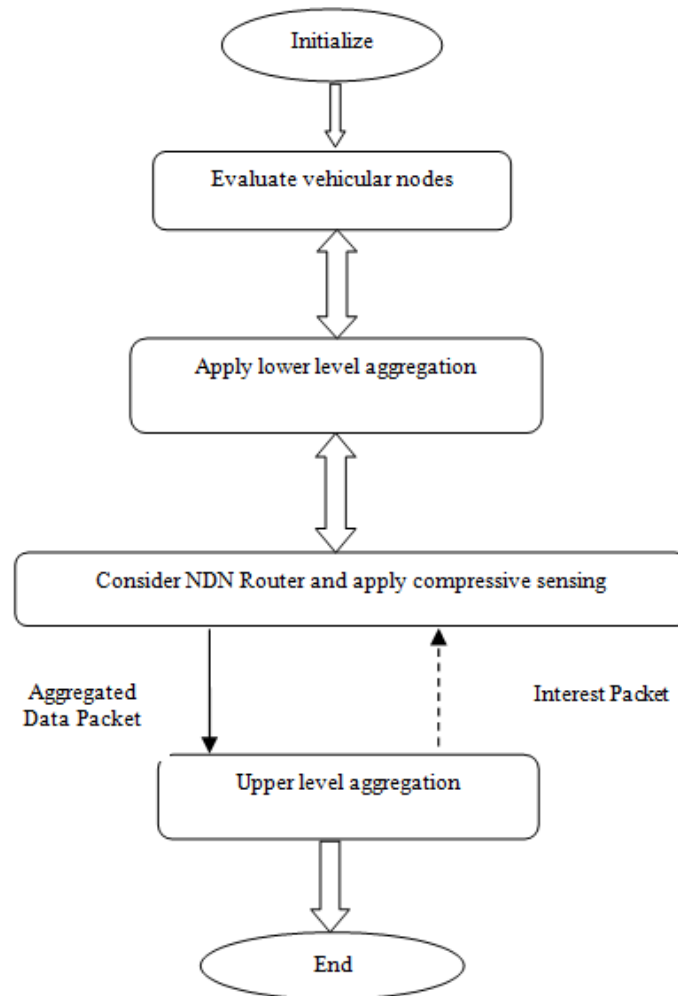 Initialize
Evaluate vehicular nodes
Apply lower level aggregation
Consider NDN Router and apply compressive sensing
Aggregated
Data Packet
Interest Packet
Upper level aggregation
End